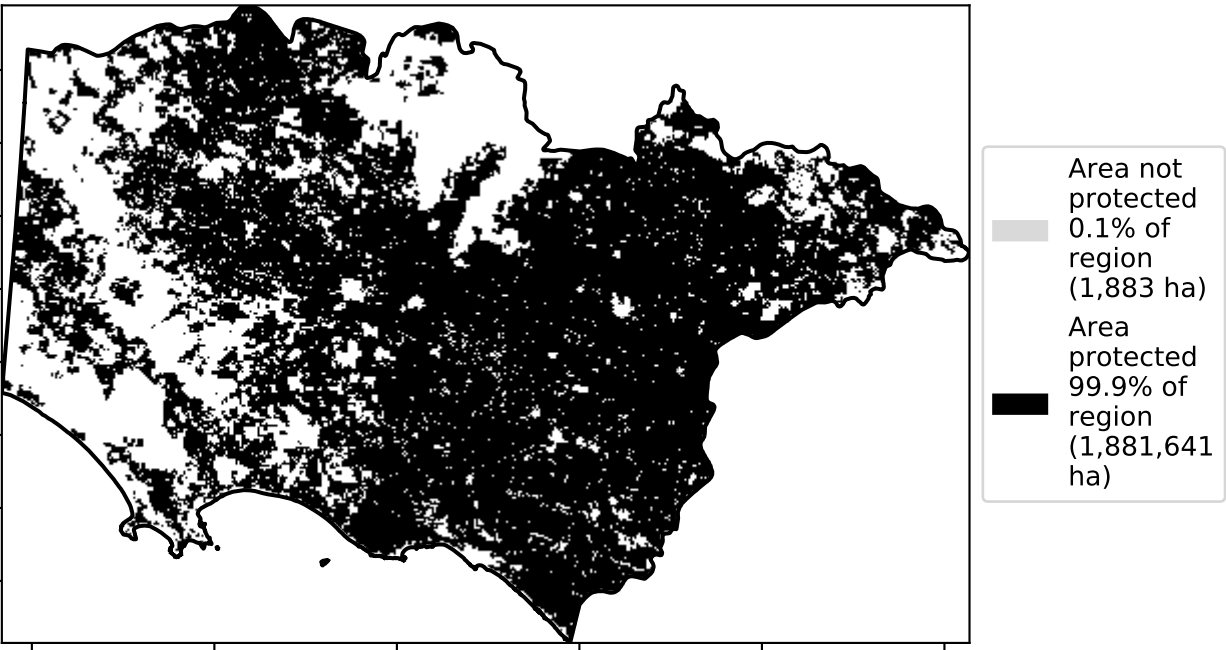 Area not
protected
0.1% of
region
(1,883 ha)
Area
protected
99.9% of
region
(1,881,641
ha)